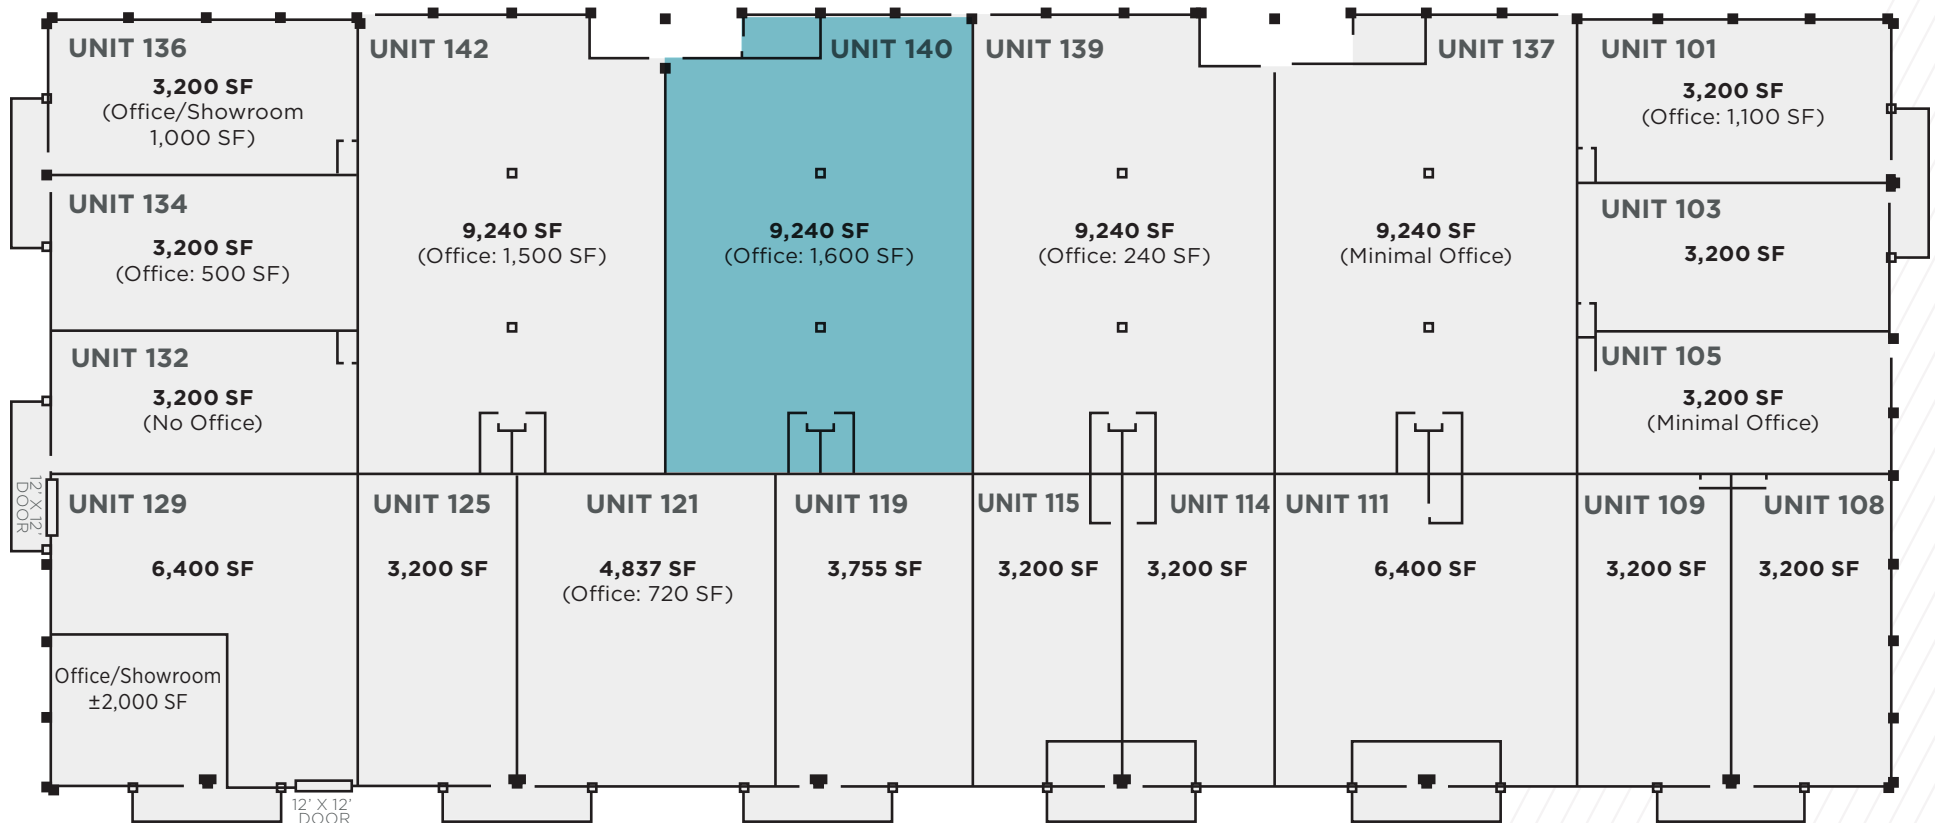 UNIT 136
3,200 SF
(Office/Showroom
1,000 SF)
UNIT 142
9,240 SF
(Office: 1,500 SF)
UNIT 140
9,240 SF
(Office: 1,600 SF)
UNIT 139
9,240 SF
(Office: 240 SF)
UNIT 137
9,240 SF
(Minimal Office)
UNIT 101
3,200 SF
(Office: 1,100 SF)
UNIT 134
3,200 SF
(Office: 500 SF)
UNIT 103
3,200 SF
UNIT 132
3,200 SF
(No Office)
UNIT 105
3,200 SF
(Minimal Office)
12' X 12'
DOOR
UNIT 129
6,400 SF
Office/Showroom
±2,000 SF
12' X 12'
DOOR
UNIT 125
3,200 SF
UNIT 121
4,837 SF
(Office: 720 SF)
UNIT 119
3,755 SF
UNIT 115
3,200 SF
UNIT 114
3,200 SF
UNIT 111
6,400 SF
UNIT 109
3,200 SF
UNIT 108
3,200 SF